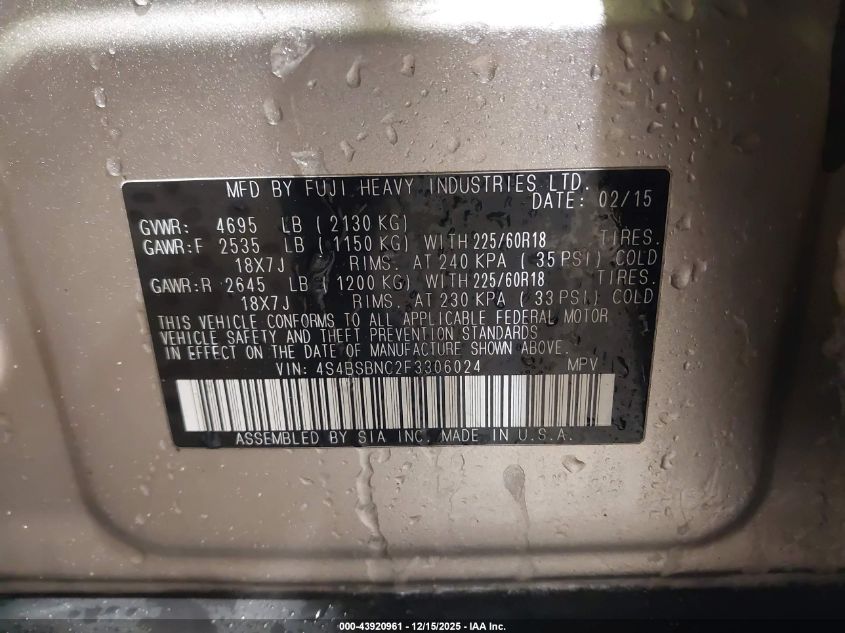 MFD BY FUJI HEAVY INDUSTRIES LTD.
DATE: 02/15
GVWR: 4695 LB ( 2130 KG)
GAWR:F 2535 LB ( 1150 KG) WITH 225/60R18 TIRES.
18X7J RIMS. AT 240 KPA ( 35 PSI) COLD
GAWR:R 2645 LB ( 1200 KG) WITH 225/60R18 TIRES.
18X7J RIMS. AT 230 KPA ( 33 PSI) COLD
THIS VEHICLE CONFORMS TO ALL APPLICABLE FEDERAL MOTOR
VEHICLE SAFETY AND THEFT PREVENTION STANDARDS
IN EFFECT ON THE DATE OF MANUFACTURE SHOWN ABOVE.
VIN: 4S4BSBNC2F3306024 MPV
ASSEMBLED BY SIA INC. MADE IN U.S.A.
000-43920961 - 12/15/2025 - IAA Inc.